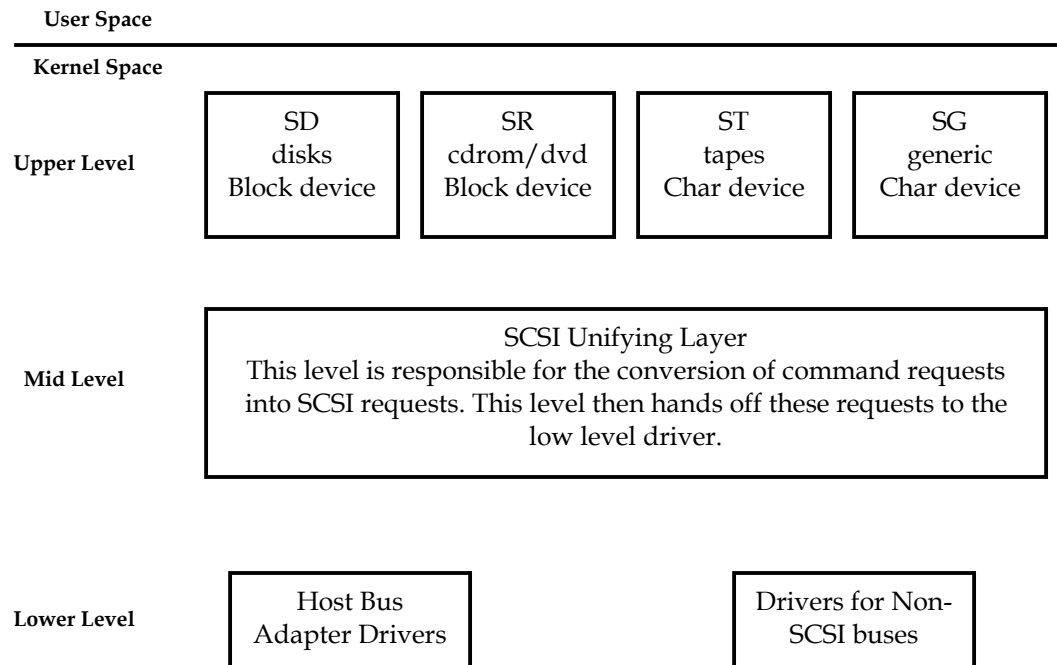 User Space
Kernel Space
Upper Level
SD
disks
Block device
SR
cdrom/dvd
Block device
ST
tapes
Char device
SG
generic
Char device
Mid Level
SCSI Unifying Layer
This level is responsible for the conversion of command requests
into SCSI requests. This level then hands off these requests to the
low level driver.
Lower Level
Host Bus
Adapter Drivers
Drivers for Non-
SCSI buses